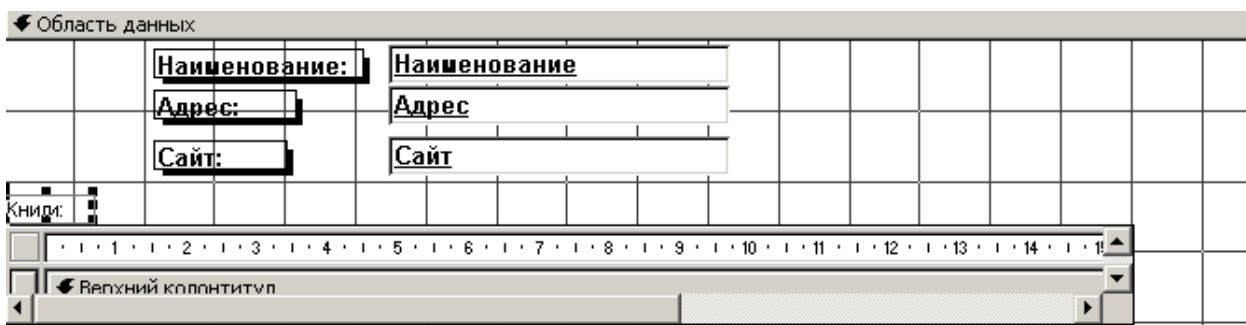 Область данных
Наименование: Наименование
Адрес: Адрес
Сайт: Сайт
Книги:
1 2 3 4 5 6 7 8 9 10 11 12 13 14
Верхний колонтитул